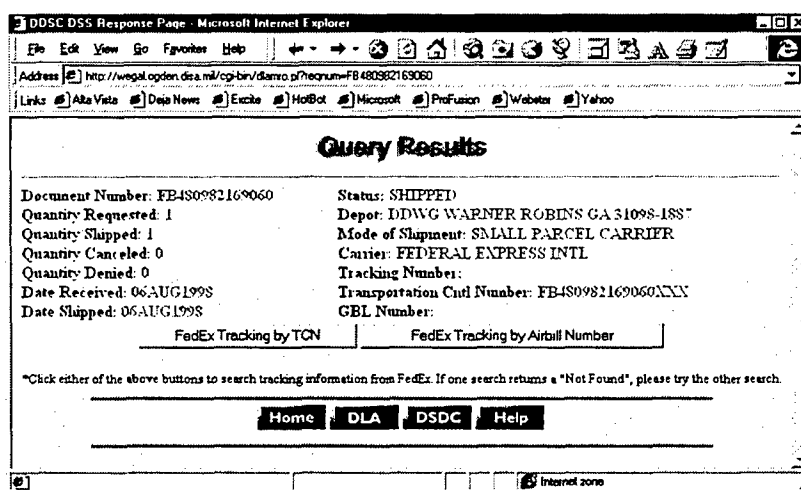 DDSC DSS Response Page - Microsoft Internet Explorer
File Edit View Go Favorites Help
Address http://wegal.ogden.disa.mil/cgi-bin/dlamro.pl?reqnum=FB480982169060
Links Alta Vista Deja News Excite HotBot Microsoft ProFusion Webster Yahoo
Query Results
Document Number: FB480982169060 Status: SHIPPED
Quantity Requested: 1 Depot: DDWG WARNER ROBINS GA 31098-1887
Quantity Shipped: 1 Mode of Shipment: SMALL PARCEL CARRIER
Quantity Canceled: 0 Carrier: FEDERAL EXPRESS INTL
Quantity Denied: 0 Tracking Number:
Date Received: 06AUG1998 Transportation Cntl Number: FB480982169060XXX
Date Shipped: 06AUG1998 GBL Number:
FedEx Tracking by TCN FedEx Tracking by Airbill Number
*Click either of the above buttons to search tracking information from FedEx. If one search returns a "Not Found", please try the other search.
Home DLA DSDC Help
Internet zone